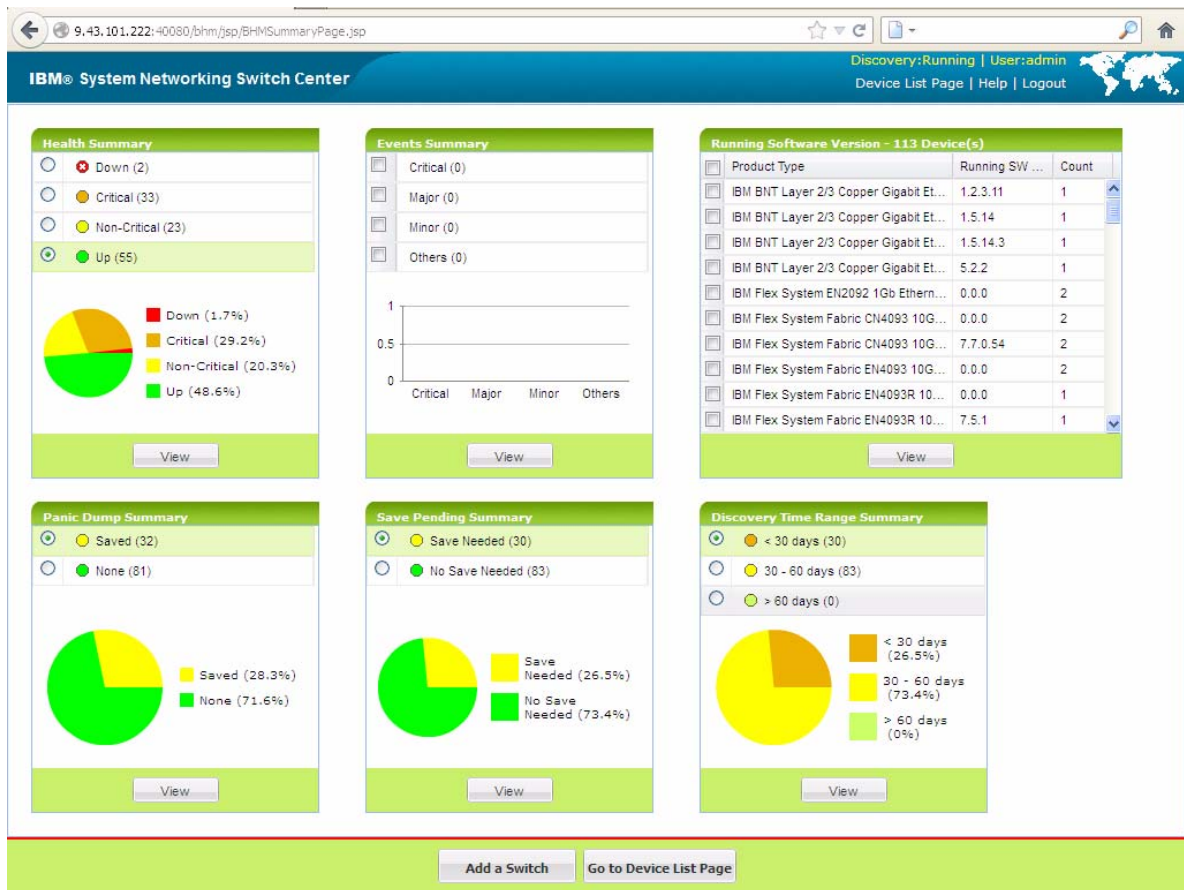 9.43.101.222:40080/bhm/jsp/BHMSummaryPage.jsp
IBM® System Networking Switch Center
Discovery:Running | User:admin
Device List Page | Help | Logout
Health Summary
Down (2)
Critical (33)
Non-Critical (23)
Up (55)
Down (1.7%)
Critical (29.2%)
Non-Critical (20.3%)
Up (48.6%)
View
Events Summary
Critical (0)
Major (0)
Minor (0)
Others (0)
1
0.5
0
Critical Major Minor Others
View
Running Software Version - 113 Device(s)
Product Type Running SW ... Count
IBM BNT Layer 2/3 Copper Gigabit Et... 1.2.3.11 1
IBM BNT Layer 2/3 Copper Gigabit Et... 1.5.14 1
IBM BNT Layer 2/3 Copper Gigabit Et... 1.5.14.3 1
IBM BNT Layer 2/3 Copper Gigabit Et... 5.2.2 1
IBM Flex System EN2092 1Gb Ethern... 0.0.0 2
IBM Flex System Fabric CN4093 10G... 0.0.0 2
IBM Flex System Fabric CN4093 10G... 7.7.0.54 2
IBM Flex System Fabric EN4093 10G... 0.0.0 2
IBM Flex System Fabric EN4093R 10... 0.0.0 1
IBM Flex System Fabric EN4093R 10... 7.5.1 1
View
Panic Dump Summary
Saved (32)
None (81)
Saved (28.3%)
None (71.6%)
View
Save Pending Summary
Save Needed (30)
No Save Needed (83)
Save
Needed (26.5%)
No Save
Needed (73.4%)
View
Discovery Time Range Summary
< 30 days (30)
30 - 60 days (83)
> 60 days (0)
< 30 days
(26.5%)
30 - 60 days
(73.4%)
> 60 days
(0%)
View
Add a Switch
Go to Device List Page